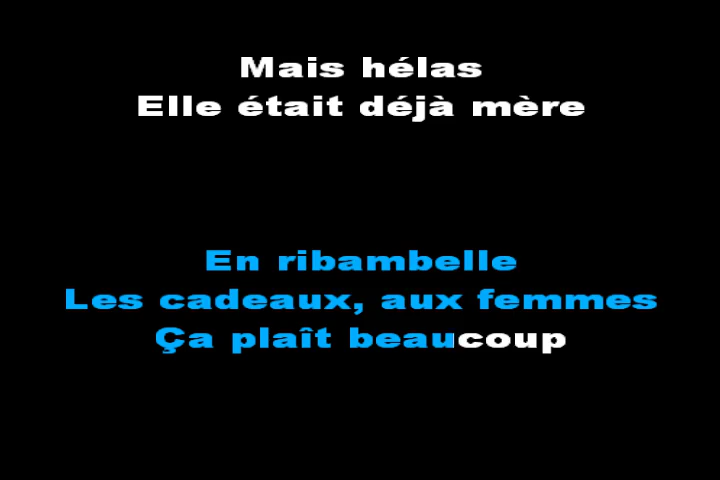 Mais hélas
Elle était déjà mère
En ribambelle
Les cadeaux, aux femmes
Ça plaît beaucoup